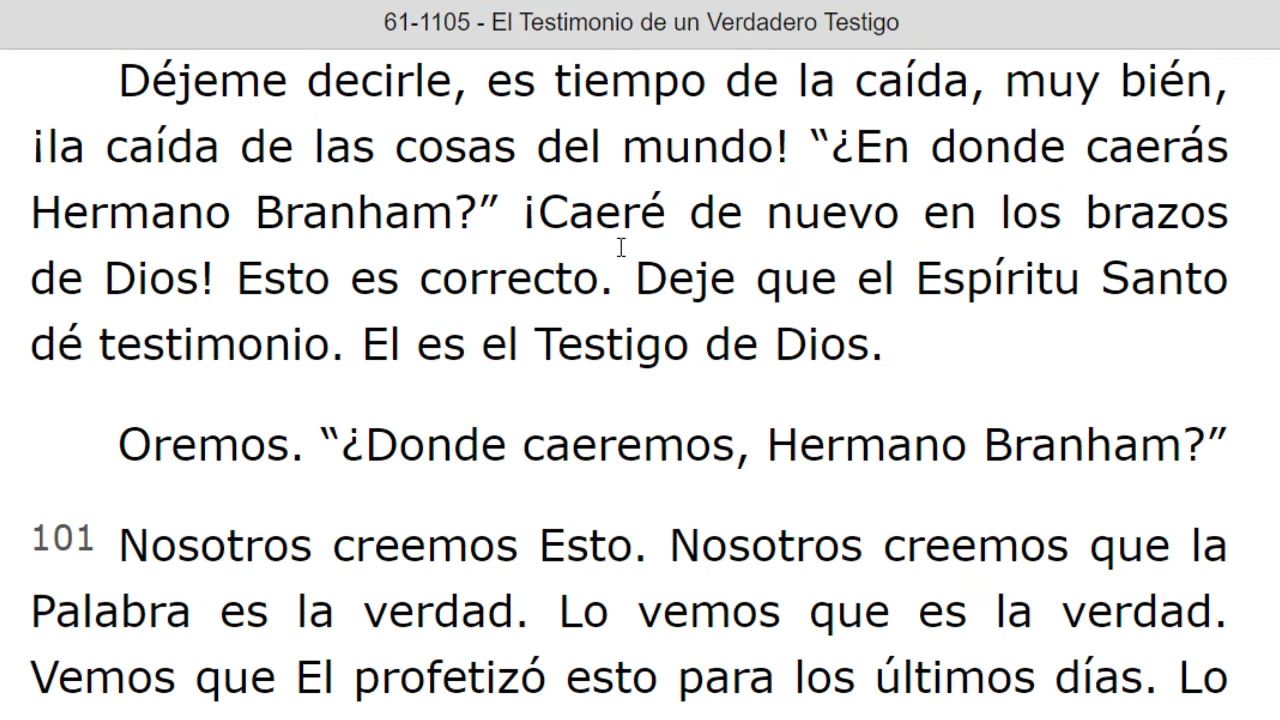 61-1105 - El Testimonio de un Verdadero Testigo
Déjeme decirle, es tiempo de la caída, muy bién,
¡la caída de las cosas del mundo! “¿En donde caerás
Hermano Branham?” ¡Caeré de nuevo en los brazos
de Dios! Esto es correcto. Deje que el Espíritu Santo
dé testimonio. El es el Testigo de Dios.
Oremos. “¿Donde caeremos, Hermano Branham?”
101 Nosotros creemos Esto. Nosotros creemos que la
Palabra es la verdad. Lo vemos que es la verdad.
Vemos que El profetizó esto para los últimos días. Lo